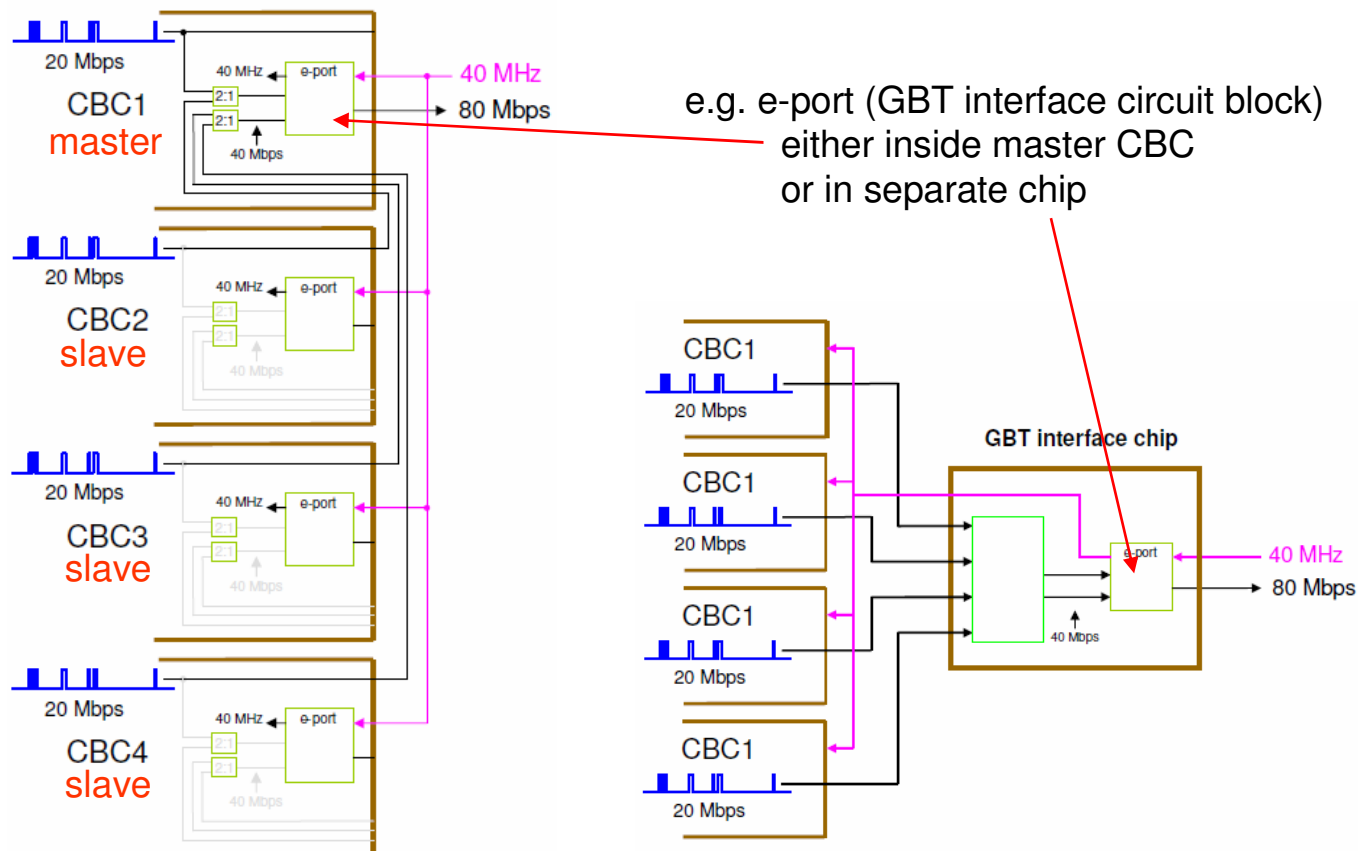 20 Mbps
CBC1
master
40 MHz
e-port
2:1
2:1
40 Mbps
40 MHz
80 Mbps
20 Mbps
CBC2
slave
40 MHz
e-port
2:1
2:1
40 Mbps
20 Mbps
CBC3
slave
40 MHz
e-port
2:1
2:1
40 Mbps
20 Mbps
CBC4
slave
40 MHz
e-port
2:1
2:1
40 Mbps
e.g. e-port (GBT interface circuit block)
either inside master CBC
or in separate chip
CBC1
20 Mbps
CBC1
20 Mbps
CBC1
20 Mbps
CBC1
20 Mbps
GBT interface chip
e-port
40 Mbps
40 MHz
80 Mbps